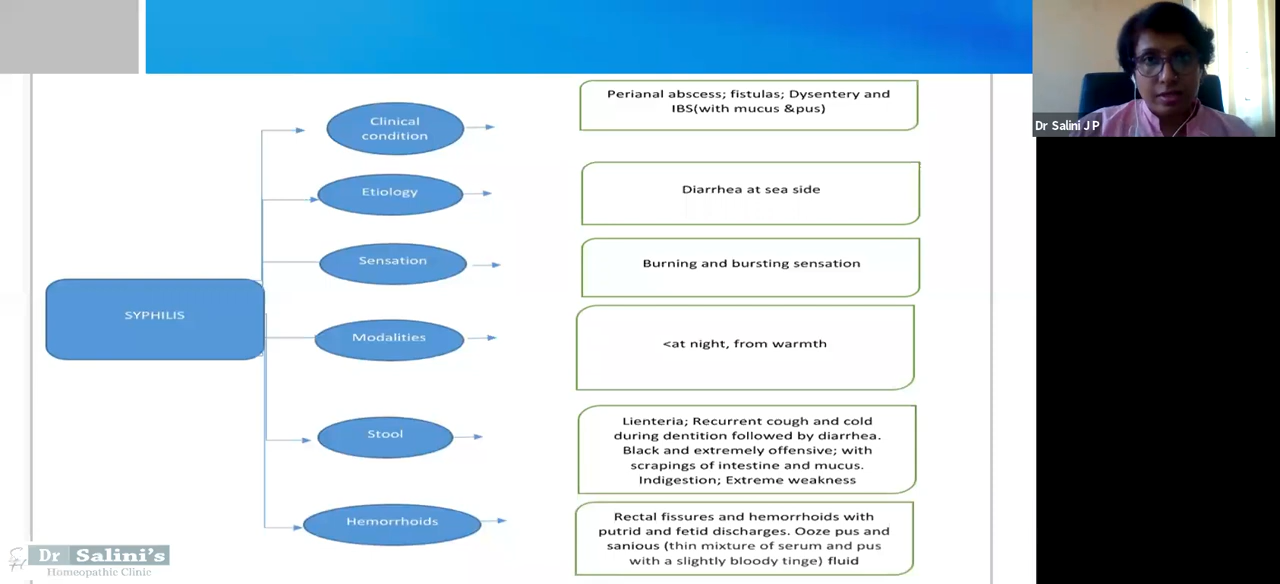 Clinical
condition
Perianal abscess; fistulas; Dysentery and
IBS(with mucus &pus)
Dr Salini J P
Etiology
Diarrhea at sea side
Sensation
Burning and bursting sensation
SYPHILIS
Modalities
<at night, from warmth
Stool
Lienteria; Recurrent cough and cold
during dentition followed by diarrhea.
Black and extremely offensive; with
scrapings of intestine and mucus.
Indigestion; Extreme weakness
Hemorrhoids
Rectal fissures and hemorrhoids with
putrid and fetid discharges. Ooze pus and
sanious (thin mixture of serum and pus
with a slightly bloody tinge) fluid
Dr Salini's
Homeopathic Clinic